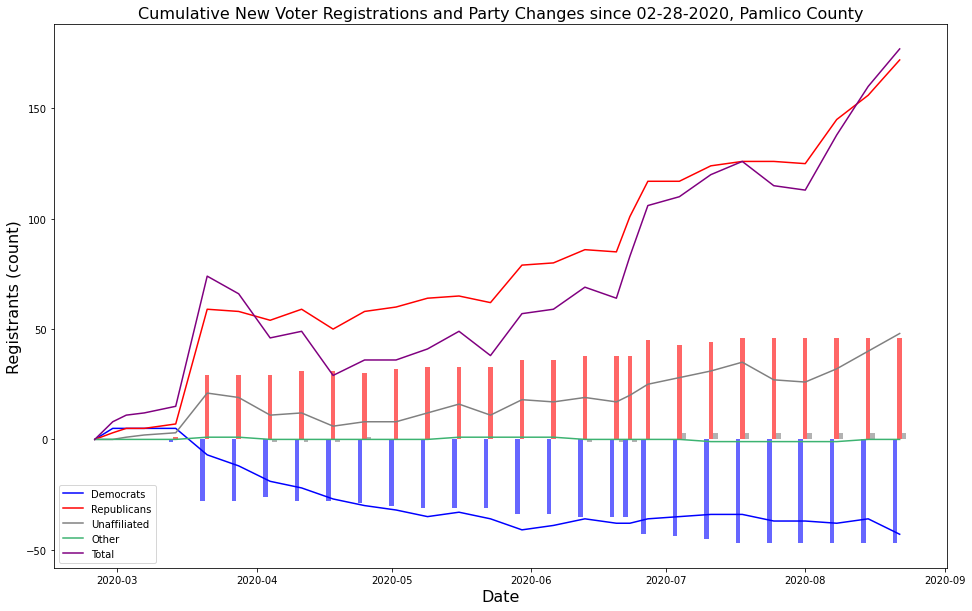 Cumulative New Voter Registrations and Party Changes since 02-28-2020, Pamlico County
Registrants (count)
150
100
50
0
−50
Democrats
Republicans
Unaffiliated
Other
Total
2020-03 2020-04 2020-05 2020-06 2020-07 2020-08 2020-09
Date